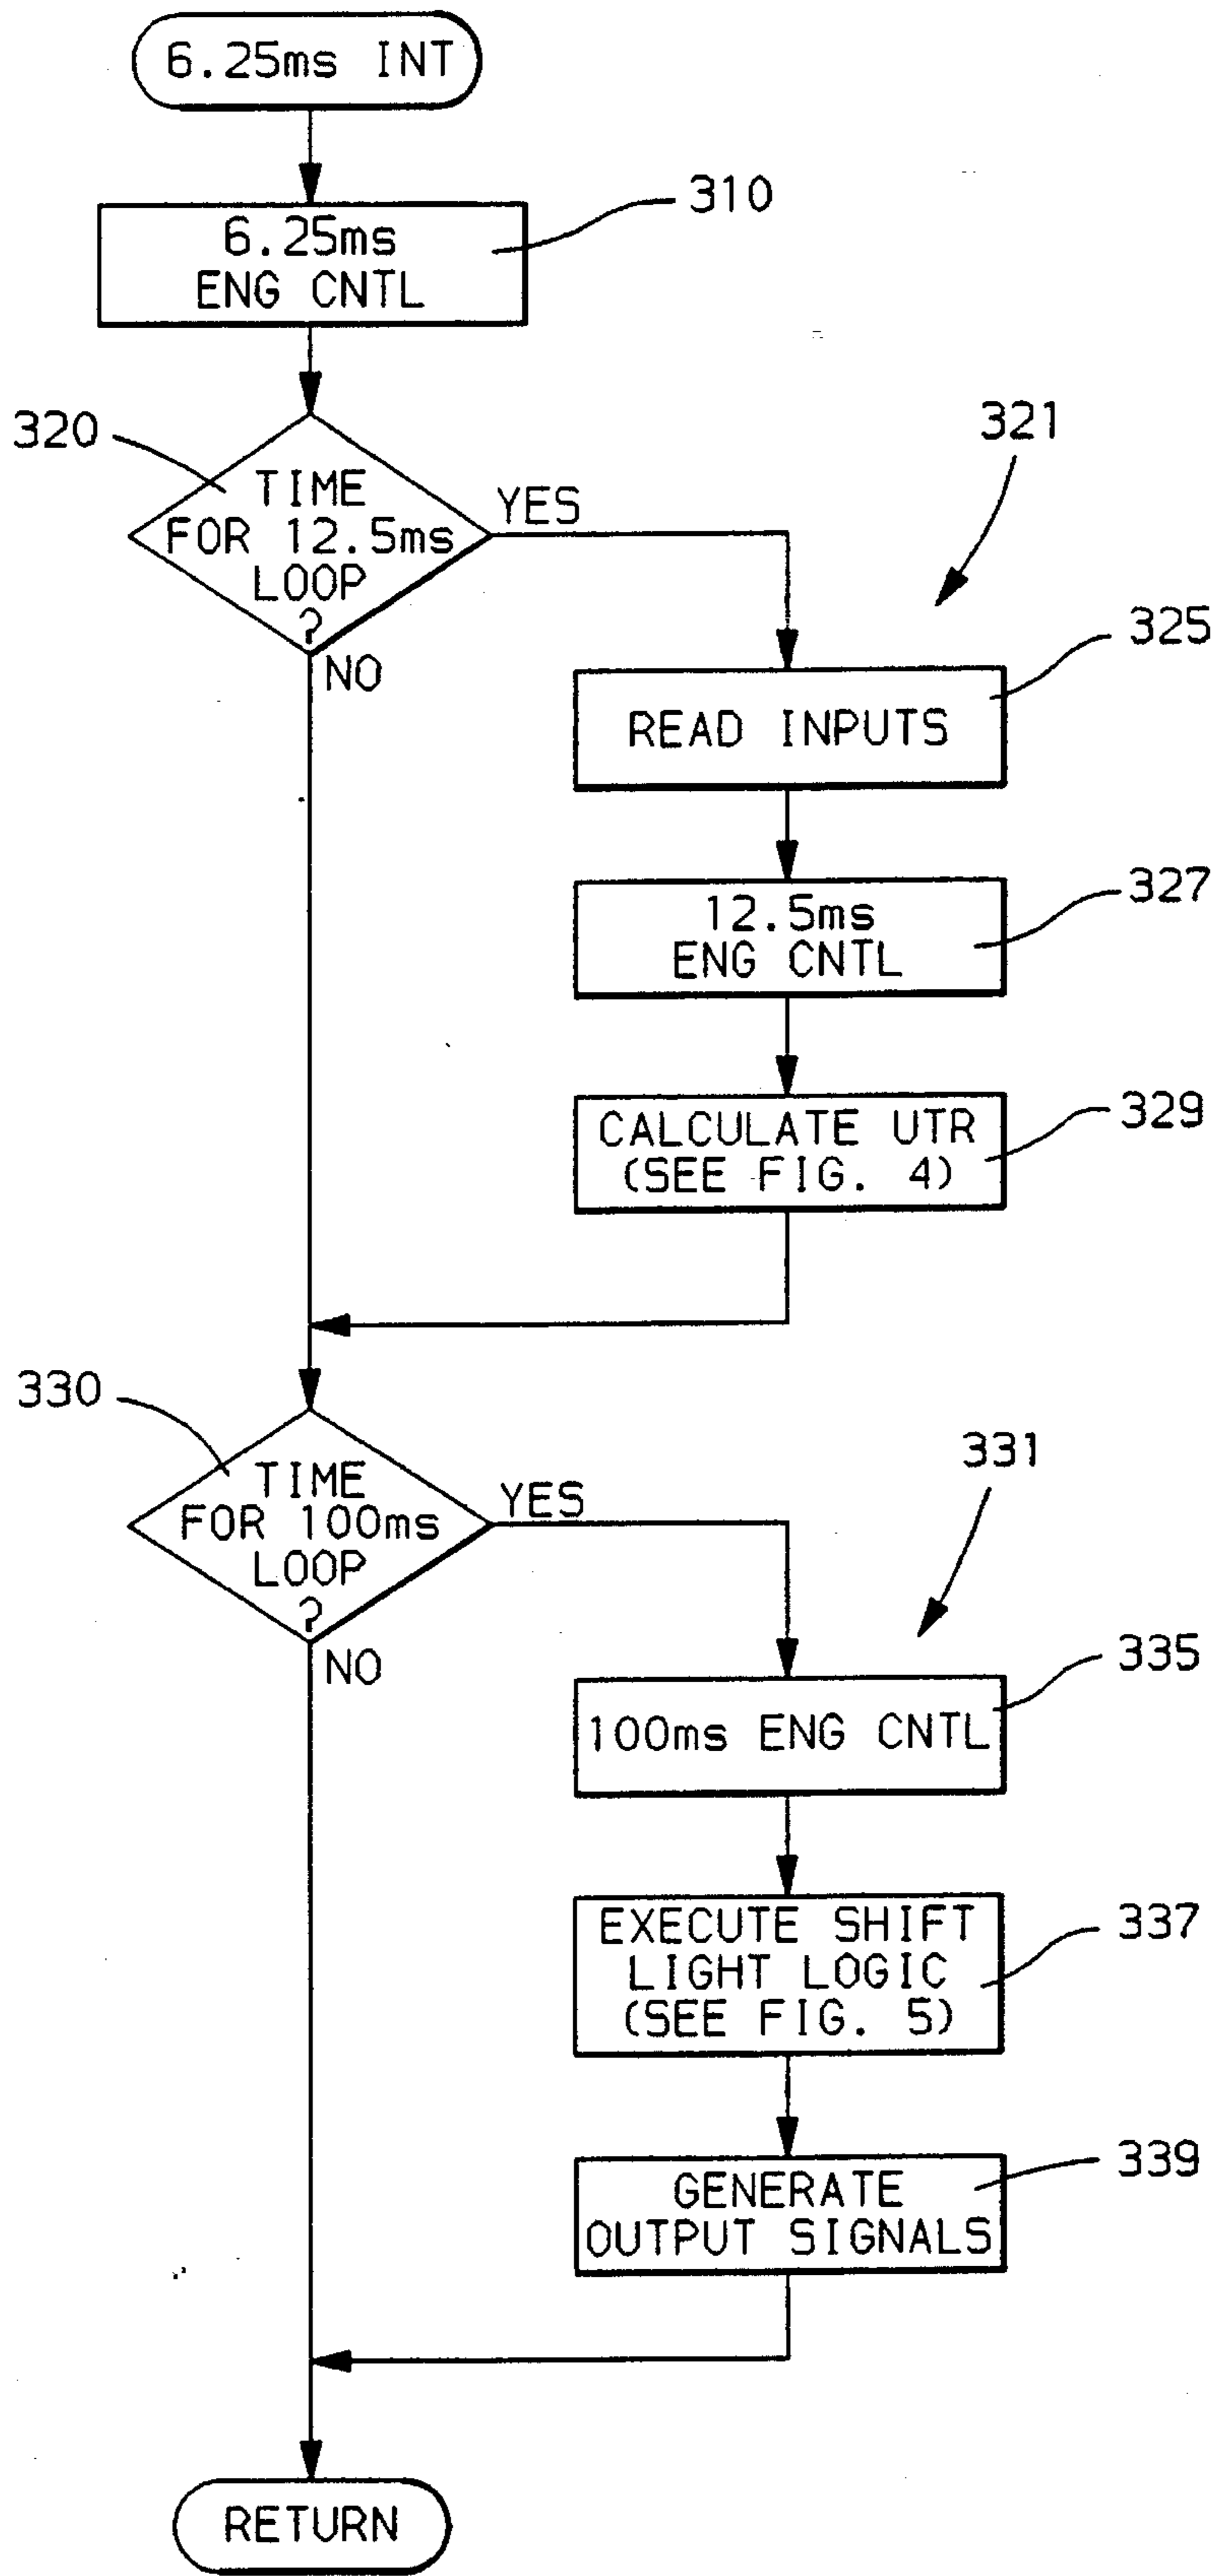 6.25ms INT
310
6.25ms
ENG CNTL
320
TIME
FOR 12.5ms
LOOP
?
YES
NO
321
325
READ INPUTS
327
12.5ms
ENG CNTL
329
CALCULATE UTR
(SEE FIG. 4)
330
TIME
FOR 100ms
LOOP
?
YES
NO
331
335
100ms ENG CNTL
337
EXECUTE SHIFT
LIGHT LOGIC
(SEE FIG. 5)
339
GENERATE
OUTPUT SIGNALS
RETURN